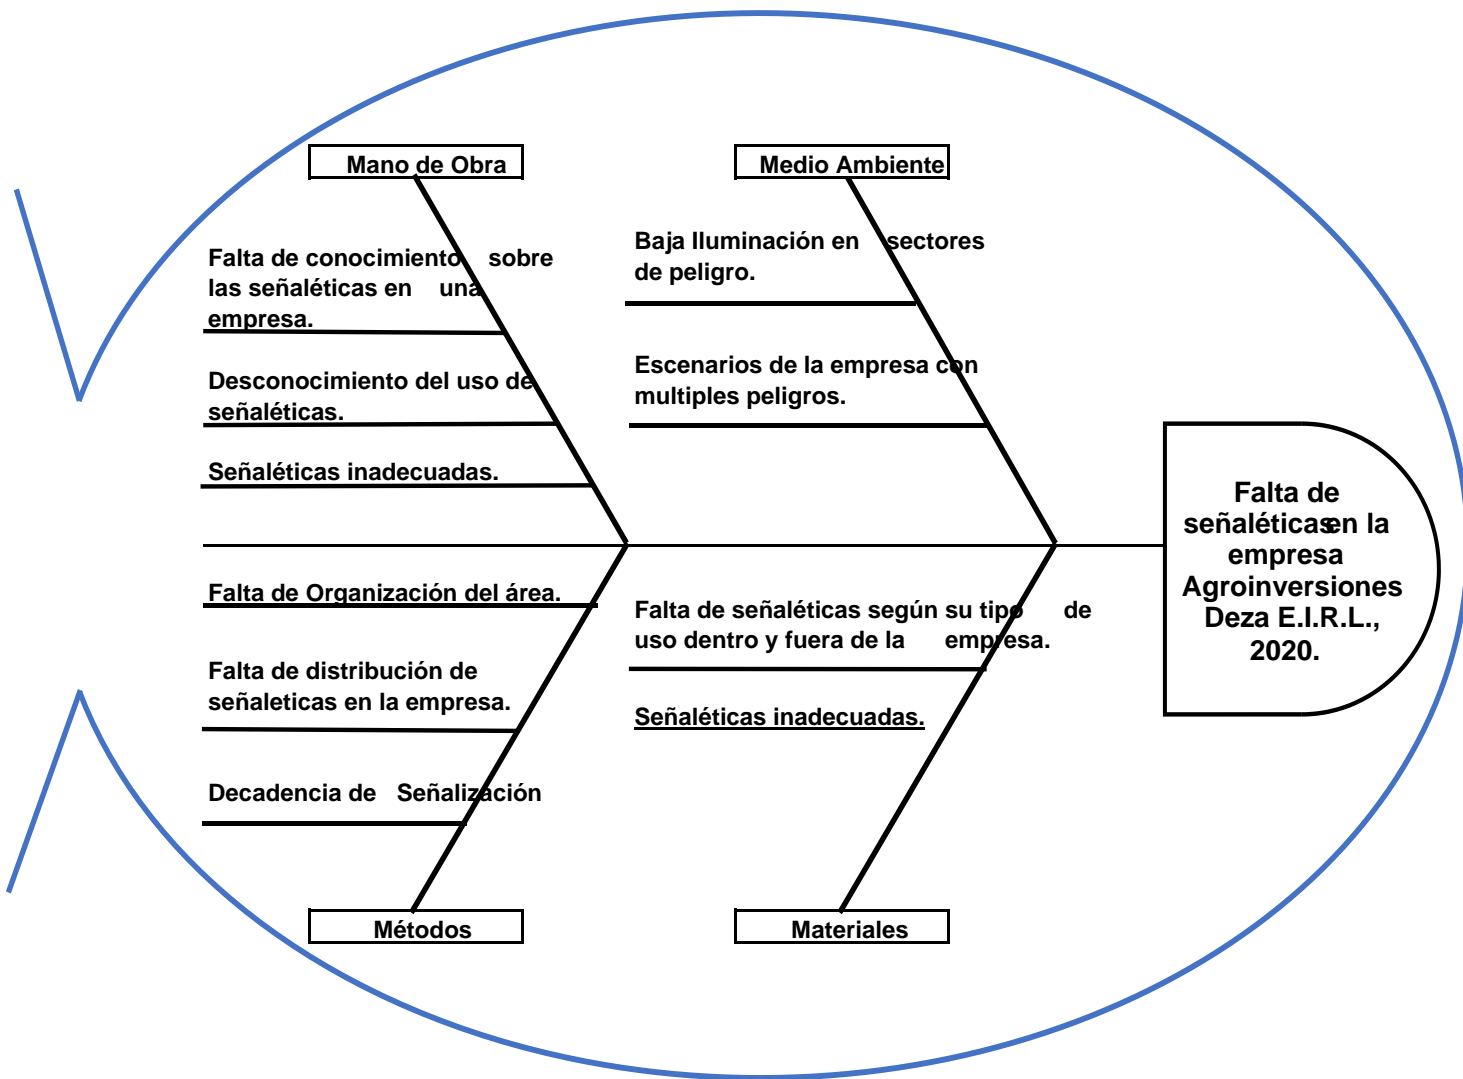 Mano de Obra
Medio Ambiente
Falta de conocimiento sobre
las señaléticas en una
empresa.
Desconocimiento del uso de
señaléticas.
Señaléticas inadecuadas.
Baja Iluminación en sectores
de peligro.
Escenarios de la empresa con
multiples peligros.
Falta de
señaléticas en la
empresa
Agroinversiones
Deza E.I.R.L.,
2020.
Falta de Organización del área.
Falta de distribución de
señaleticas en la empresa.
Decadencia de Señalización
Falta de señaléticas según su tipo de
uso dentro y fuera de la empresa.
Señaléticas inadecuadas.
Métodos
Materiales